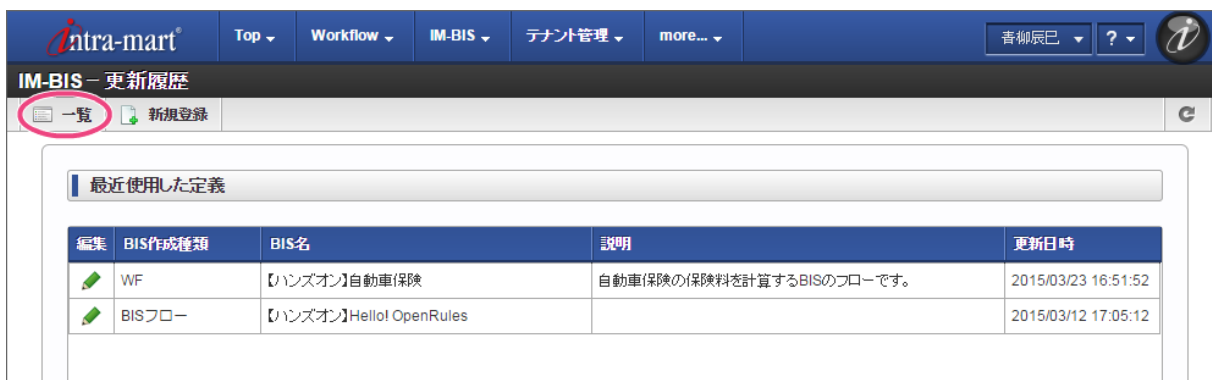 intra-mart® Top Workflow IM-BIS テナント管理 more... 青柳辰巳 ?
IM-BIS－更新履歴
一覧 新規登録
最近使用した定義
編集 BIS作成種類 BIS名 説明 更新日時
WF 【ハンズオン】自動車保険 自動車保険の保険料を計算するBISのフローです。 2015/03/23 16:51:52
BISフロー 【ハンズオン】Hello! OpenRules 2015/03/12 17:05:12